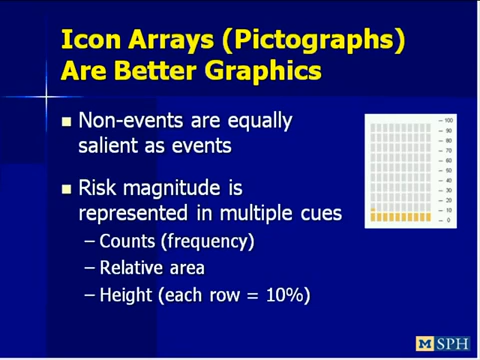 Icon Arrays (Pictographs)
Are Better Graphics
Non-events are equally
salient as events
Risk magnitude is
represented in multiple cues
– Counts (frequency)
– Relative area
– Height (each row = 10%)
100
90
80
70
60
50
40
30
20
10
0
M SPH